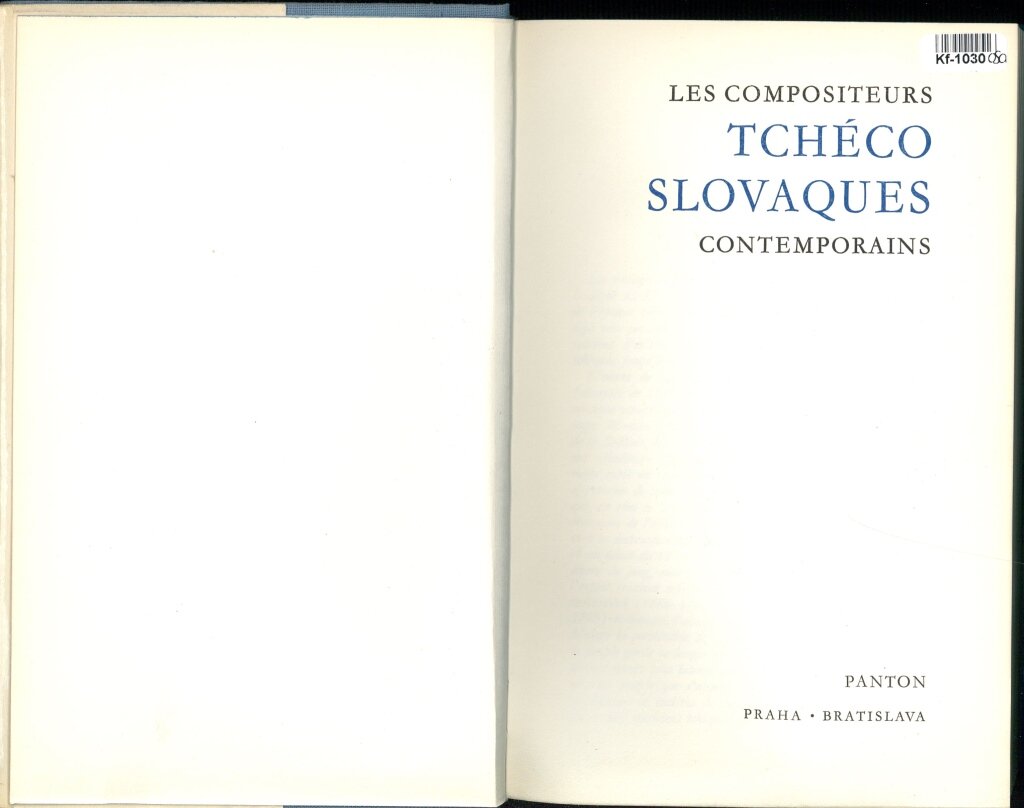 Kf-1030
LES COMPOSITEURS
TCHÉCO
SLOVAQUES
CONTEMPORAINS
PANTON
PRAHA • BRATISLAVA